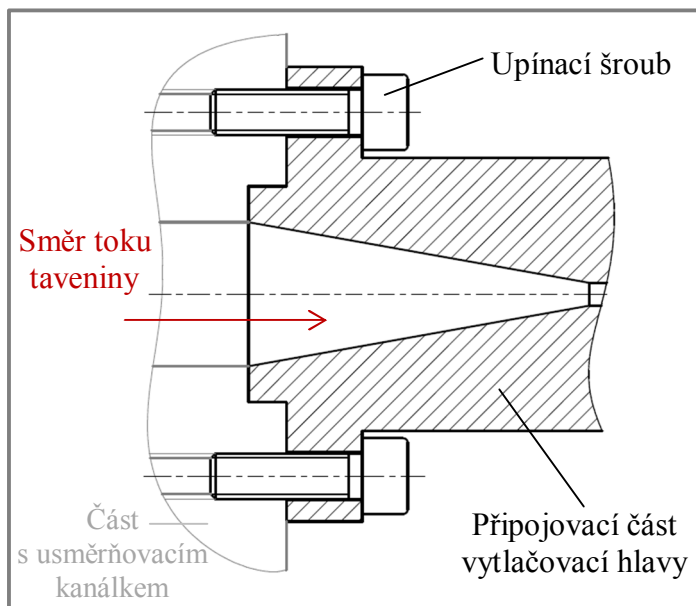 Upínací šroub
Směr toku
taveniny
Část
s usměrňovacím
kanálkem
Připojovací část
vytlačovací hlavy